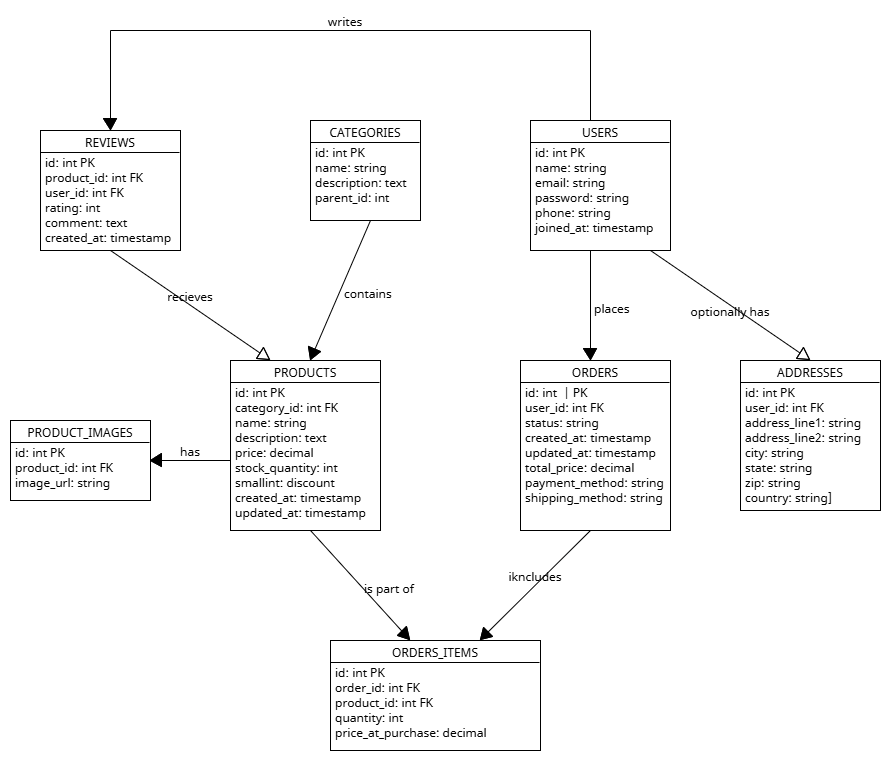 writes
REVIEWS
id: int PK
product_id: int FK
user_id: int FK
rating: int
comment: text
created_at: timestamp
CATEGORIES
id: int PK
name: string
description: text
parent_id: int
USERS
id: int PK
name: string
email: string
password: string
phone: string
joined_at: timestamp
recieves
contains
places
optionally has
PRODUCT_IMAGES
id: int PK
product_id: int FK
image_url: string
has
PRODUCTS
id: int PK
category_id: int FK
name: string
description: text
price: decimal
stock_quantity: int
smallint: discount
created_at: timestamp
updated_at: timestamp
ORDERS
id: int | PK
user_id: int FK
status: string
created_at: timestamp
updated_at: timestamp
total_price: decimal
payment_method: string
shipping_method: string
ADDRESSES
id: int PK
user_id: int FK
address_line1: string
address_line2: string
city: string
state: string
zip: string
country: string]
is part of
ikncludes
ORDERS_ITEMS
id: int PK
order_id: int FK
product_id: int FK
quantity: int
price_at_purchase: decimal